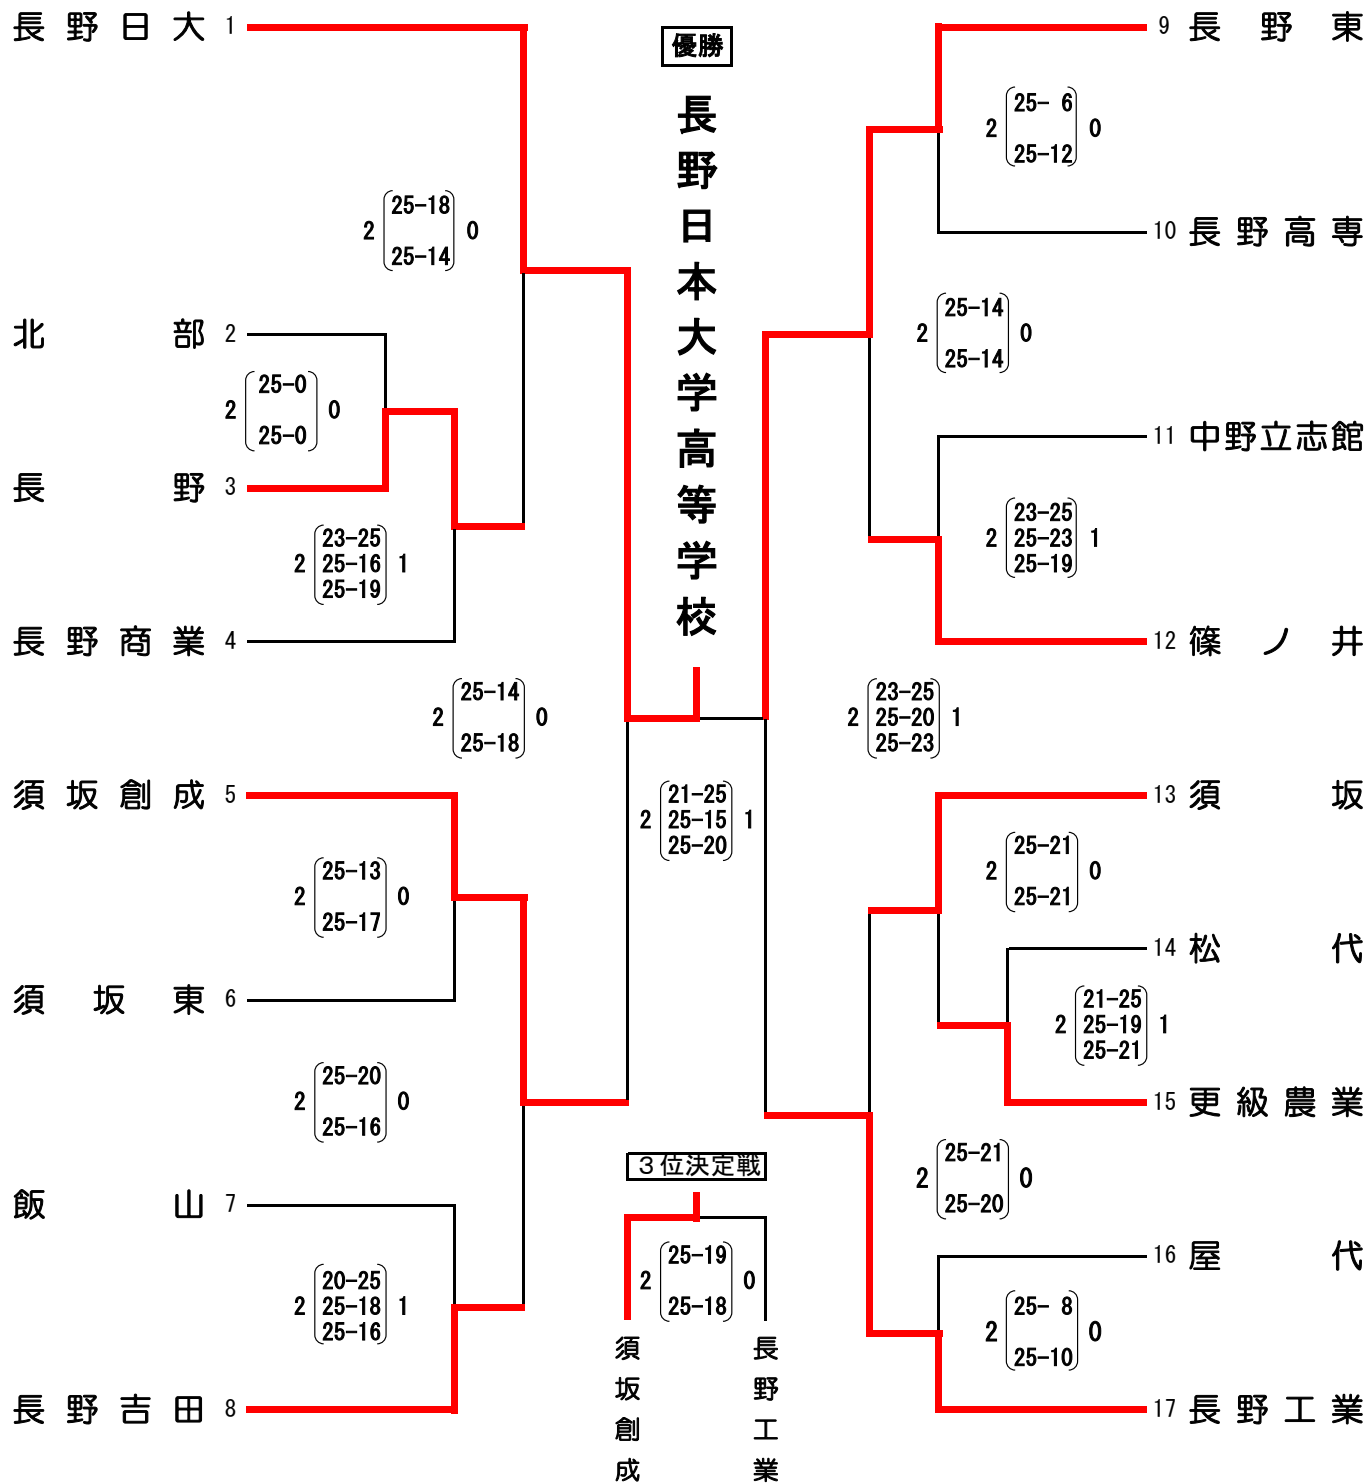 優勝
長野日本大学高等学校
長野日大 1
2 25-18 0
25-14
北部 2
2 25-0 0
25-0
長野 3
23-25
2 25-16 1
25-19
長野商業 4
2 25-14 0
25-18
須坂創成 5
2 25-13 0
25-17
須坂東 6
2 25-20 0
25-16
飯山 7
20-25
2 25-18 1
25-16
長野吉田 8
21-25
2 25-15 1
25-20
9 長野東
2 25- 6 0
25-12
10 長野高専
2 25-14 0
25-14
11 中野立志館
23-25
2 25-23 1
25-19
12 篠ノ井
23-25
2 25-20 1
25-23
13 須坂
2 25-21 0
25-21
14 松代
21-25
2 25-19 1
25-21
15 更級農業
2 25-21 0
25-20
16 屋代
2 25- 8 0
25-10
17 長野工業
3位決定戦
2 25-19 0
25-18
須坂創成
長野工業